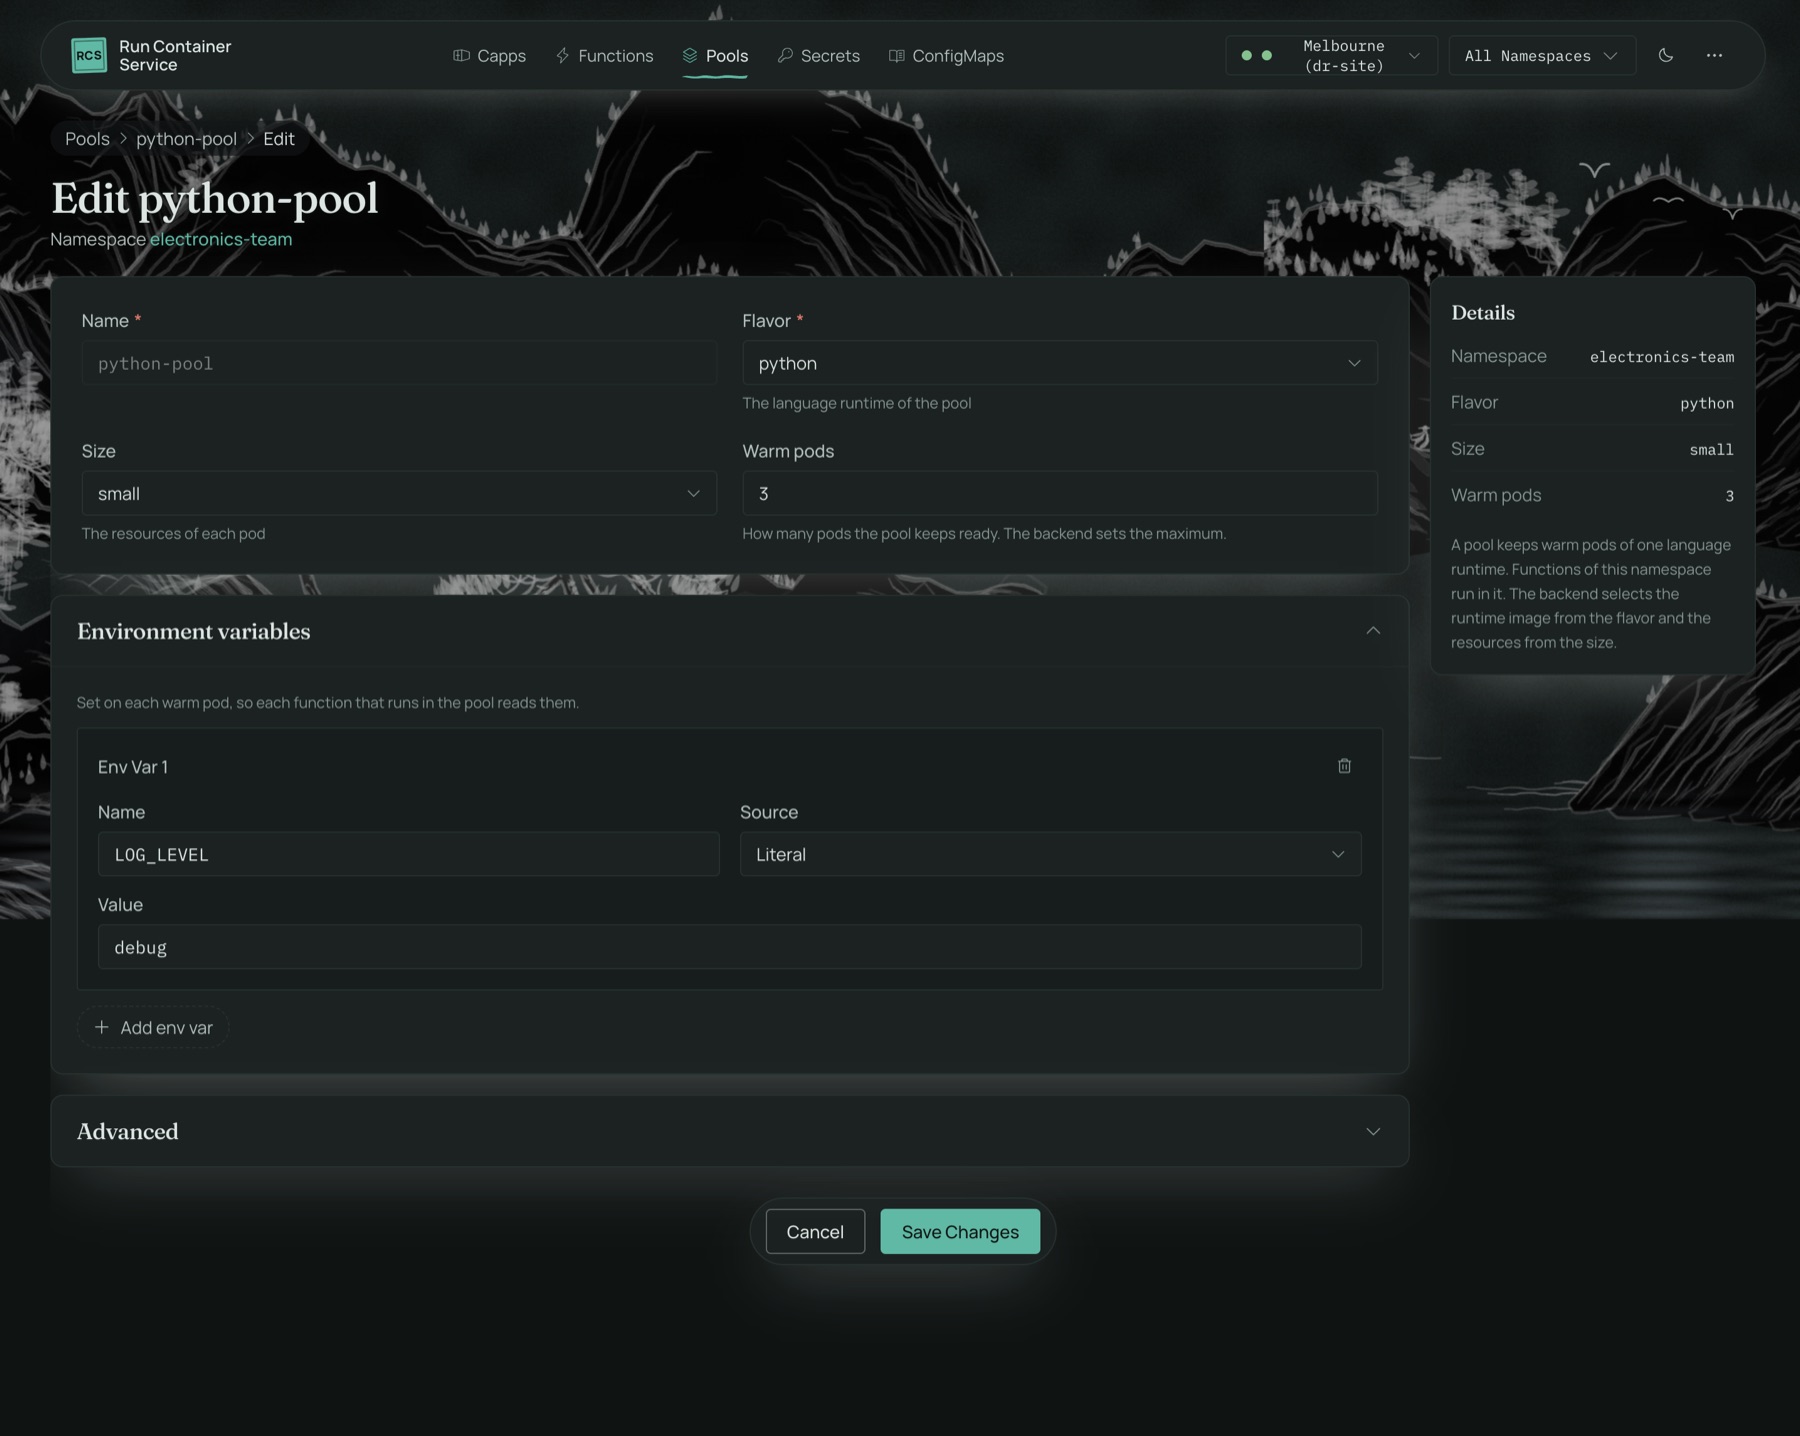 RCS
Run Container
Service
Capps
Functions
Pools
Secrets
ConfigMaps
Melbourne
(dr-site)
All Namespaces
Pools > python-pool > Edit
Edit python-pool
Namespace electronics-team
Name *
python-pool
Flavor *
python
The language runtime of the pool
Size
small
The resources of each pod
Warm pods
3
How many pods the pool keeps ready. The backend sets the maximum.
Environment variables
Set on each warm pod, so each function that runs in the pool reads them.
Env Var 1
Name
LOG_LEVEL
Source
Literal
Value
debug
+ Add env var
Advanced
Cancel
Save Changes
Details
Namespace electronics-team
Flavor python
Size small
Warm pods 3
A pool keeps warm pods of one language
runtime. Functions of this namespace
run in it. The backend selects the
runtime image from the flavor and the
resources from the size.